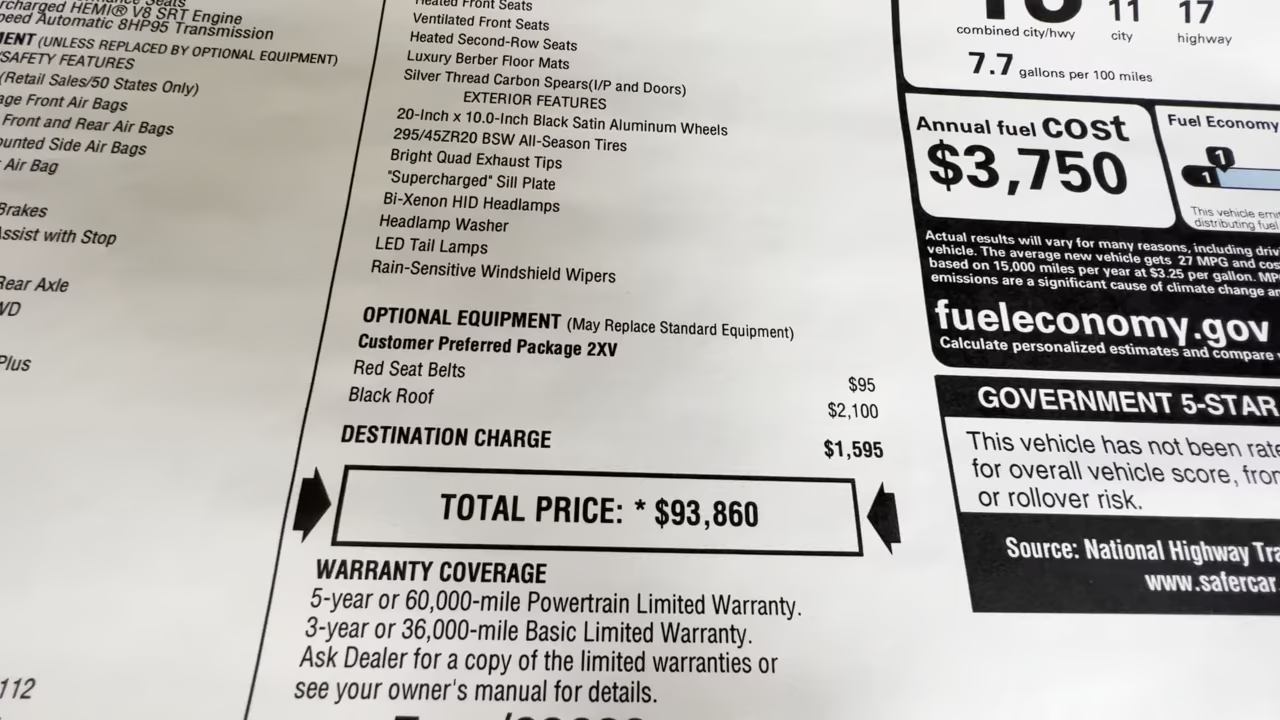 Seats
rcharged HEMI® V8 SRT Engine
peed Automatic 8HP95 Transmission
MENT (UNLESS REPLACED BY OPTIONAL EQUIPMENT)
/SAFETY FEATURES
(Retail Sales/50 States Only)
age Front Air Bags
Front and Rear Air Bags
ounted Side Air Bags
Air Bag
Brakes
Assist with Stop
Rear Axle
WD
Plus
112
Heated Front Seats
Ventilated Front Seats
Heated Second-Row Seats
Luxury Berber Floor Mats
Silver Thread Carbon Spears(I/P and Doors)
EXTERIOR FEATURES
20-Inch x 10.0-Inch Black Satin Aluminum Wheels
295/45ZR20 BSW All-Season Tires
Bright Quad Exhaust Tips
"Supercharged" Sill Plate
Bi-Xenon HID Headlamps
Headlamp Washer
LED Tail Lamps
Rain-Sensitive Windshield Wipers
OPTIONAL EQUIPMENT (May Replace Standard Equipment)
Customer Preferred Package 2XV
Red Seat Belts $95
Black Roof $2,100
DESTINATION CHARGE $1,595
TOTAL PRICE: * $93,860
WARRANTY COVERAGE
5-year or 60,000-mile Powertrain Limited Warranty.
3-year or 36,000-mile Basic Limited Warranty.
Ask Dealer for a copy of the limited warranties or
see your owner's manual for details.
11 17
combined city/hwy city highway
7.7 gallons per 100 miles
Annual fuel cost
$3,750
Fuel Economy
1
1
This vehicle emi
distributing fuel
Actual results will vary for many reasons, including driv
vehicle. The average new vehicle gets 27 MPG and cos
based on 15,000 miles per year at $3.25 per gallon. MP
emissions are a significant cause of climate change an
fueleconomy.gov
Calculate personalized estimates and compare v
GOVERNMENT 5-STAR
This vehicle has not been rate
for overall vehicle score, fron
or rollover risk.
Source: National Highway Tra
www.safercar.